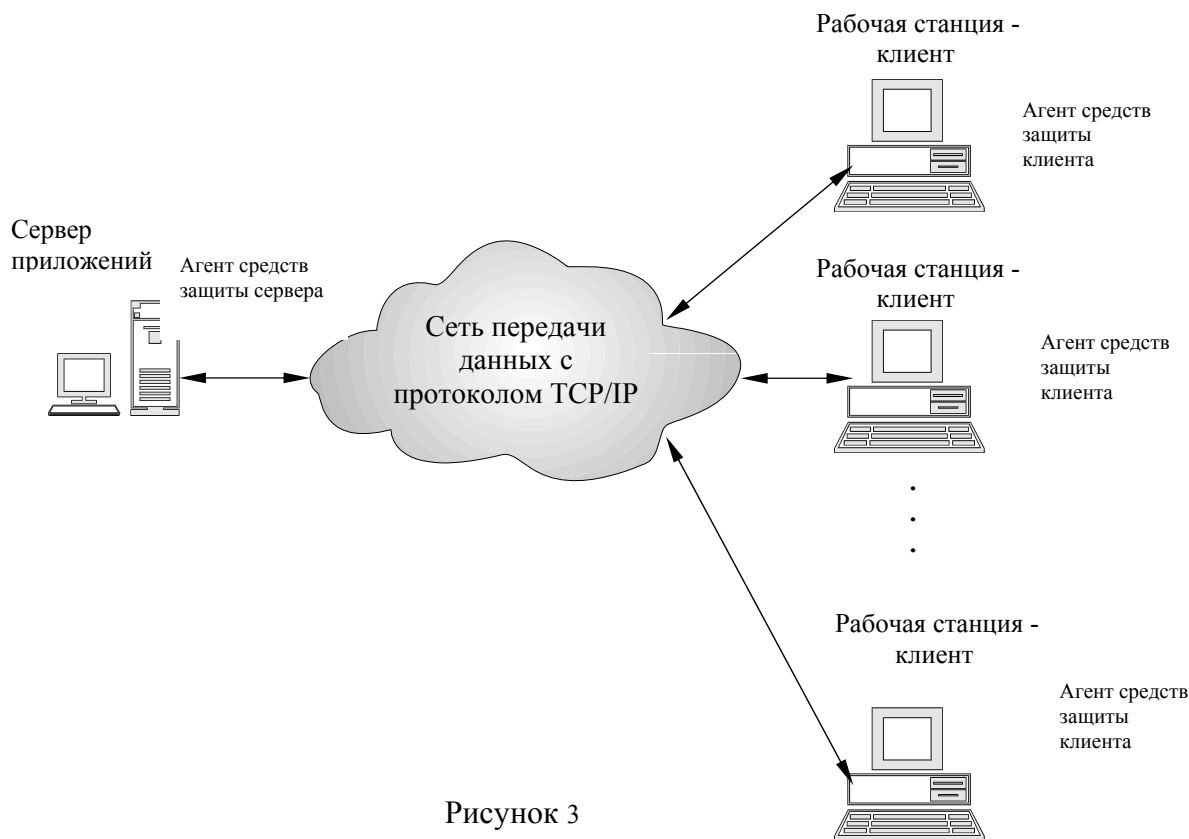 Рабочая станция -
клиент
Агент средств
защиты
клиента
Сервер
приложений
Агент средств
защиты сервера
Сеть передачи
данных с
протоколом TCP/IP
Рабочая станция -
клиент
Агент средств
защиты
клиента
.
.
.
Рабочая станция -
клиент
Агент средств
защиты
клиента
Рисунок 3